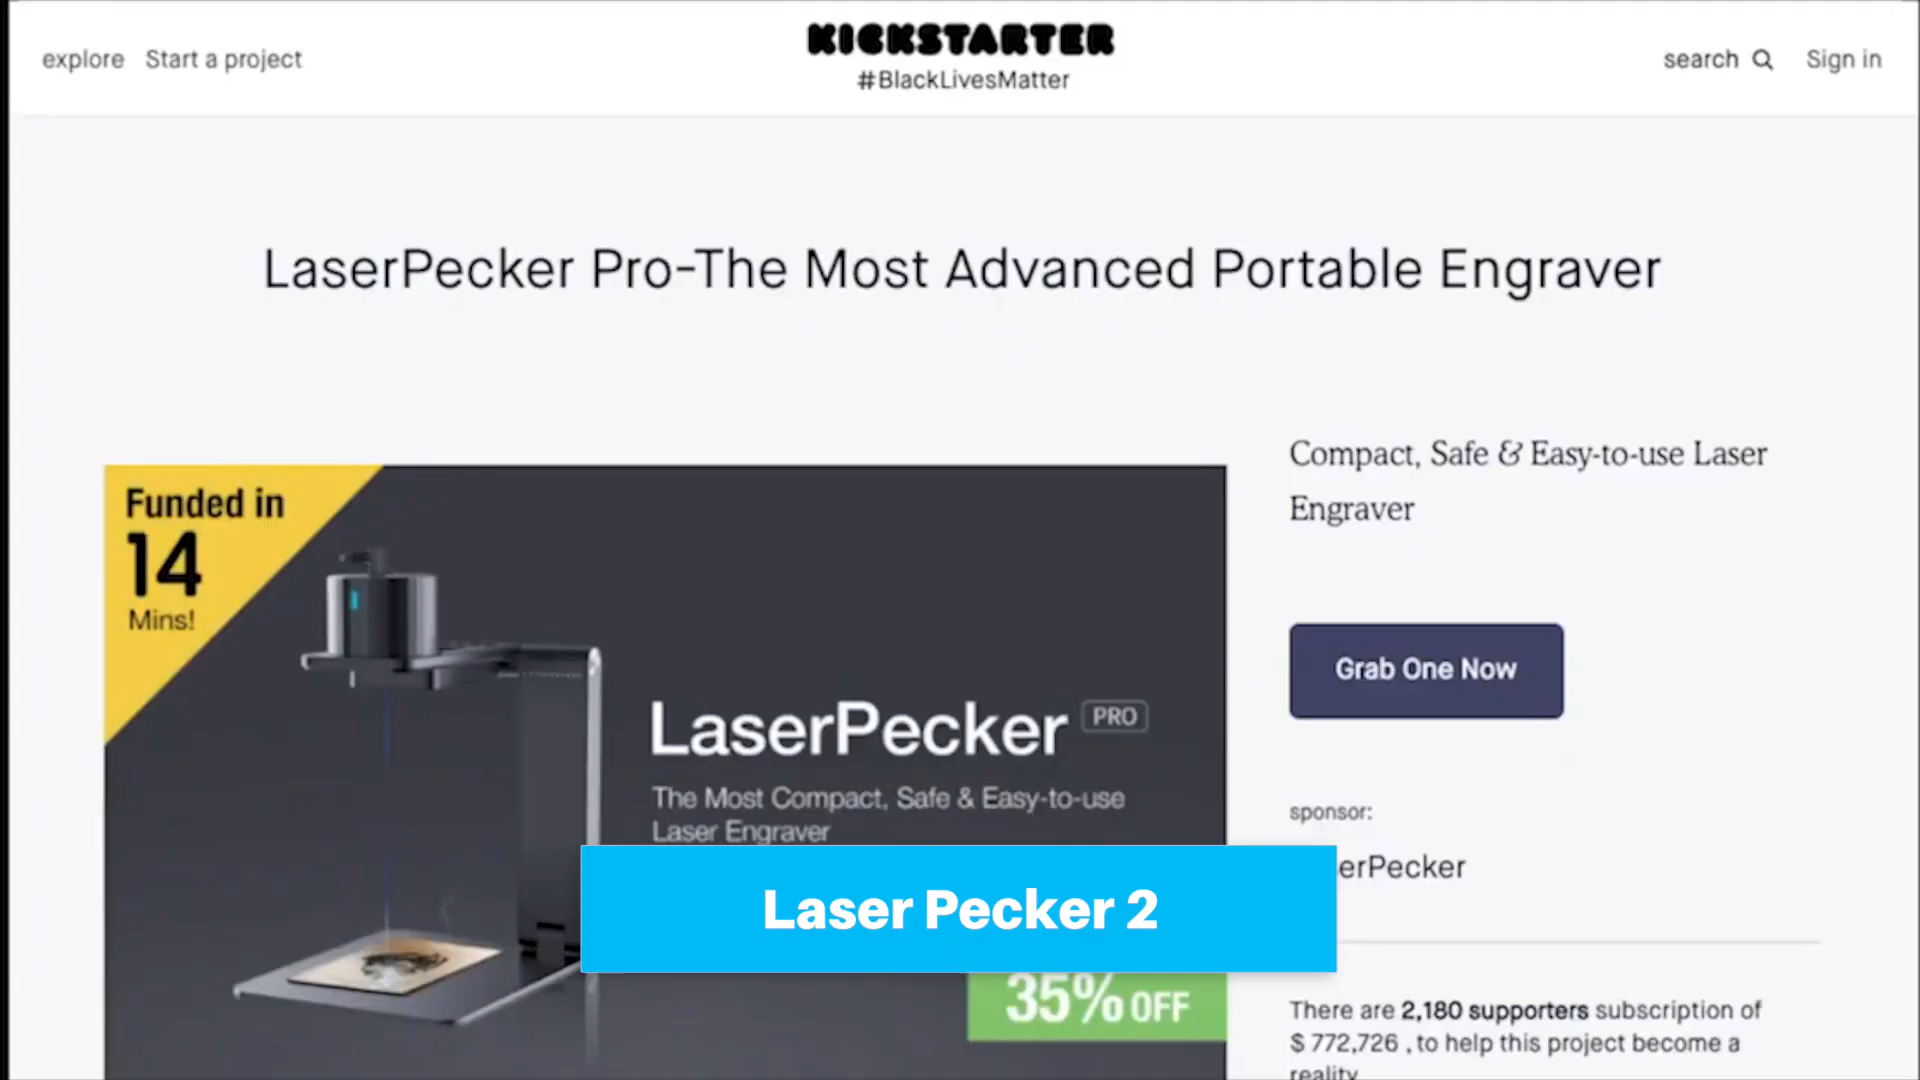 explore Start a project
KICKSTARTER
#BlackLivesMatter
search Sign in
LaserPecker Pro-The Most Advanced Portable Engraver
Compact, Safe & Easy-to-use Laser
Engraver
Funded in
14
Mins!
Grab One Now
LaserPecker PRO
The Most Compact, Safe & Easy-to-use
Laser Engraver
sponsor:
erPecker
Laser Pecker 2
35% OFF
There are 2,180 supporters subscription of
$ 772,726 , to help this project become a
reality